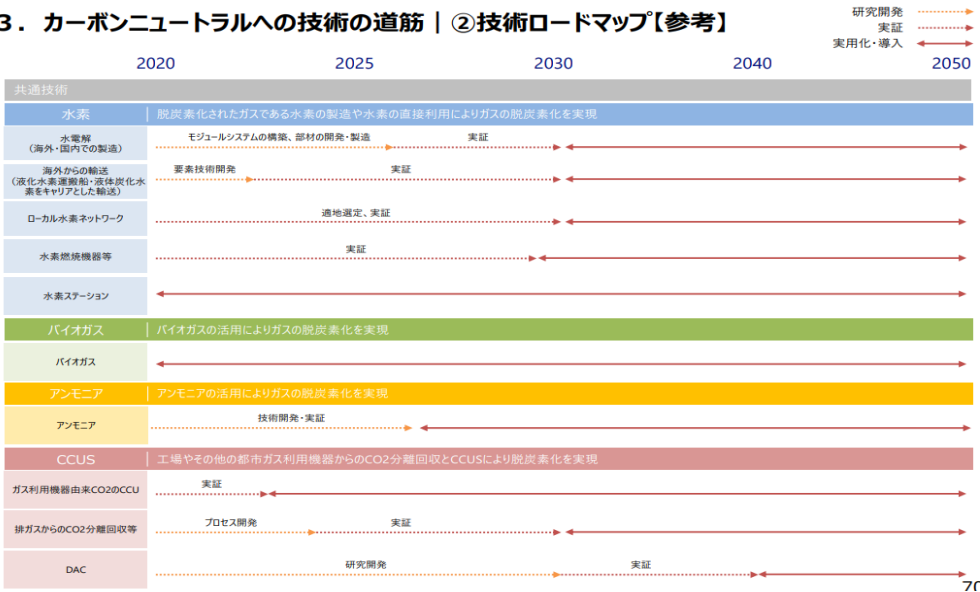 3．カーボンニュートラルへの技術の道筋｜②技術ロードマップ【参考】
研究開発
実証
実用化・導入
2020 2025 2030 2040 2050
共通技術
水素 脱炭素化されたガスである水素の製造や水素の直接利用によりガスの脱炭素化を実現
水電解
（海外・国内での製造）
モジュールシステムの構築、部材の開発・製造 実証
海外からの輸送
（液化水素運搬船・液体炭化水
素をキャリアとした輸送）
要素技術開発 実証
ローカル水素ネットワーク
適地選定、実証
水素燃焼機器等
実証
水素ステーション
バイオガス バイオガスの活用によりガスの脱炭素化を実現
バイオガス
アンモニア アンモニアの活用によりガスの脱炭素化を実現
アンモニア
技術開発・実証
CCUS 工場やその他の都市ガス利用機器からのCO2分離回収とCCUSにより脱炭素化を実現
ガス利用機器由来CO2のCCU
実証
排ガスからのCO2分離回収等
プロセス開発 実証
DAC
研究開発 実証
70